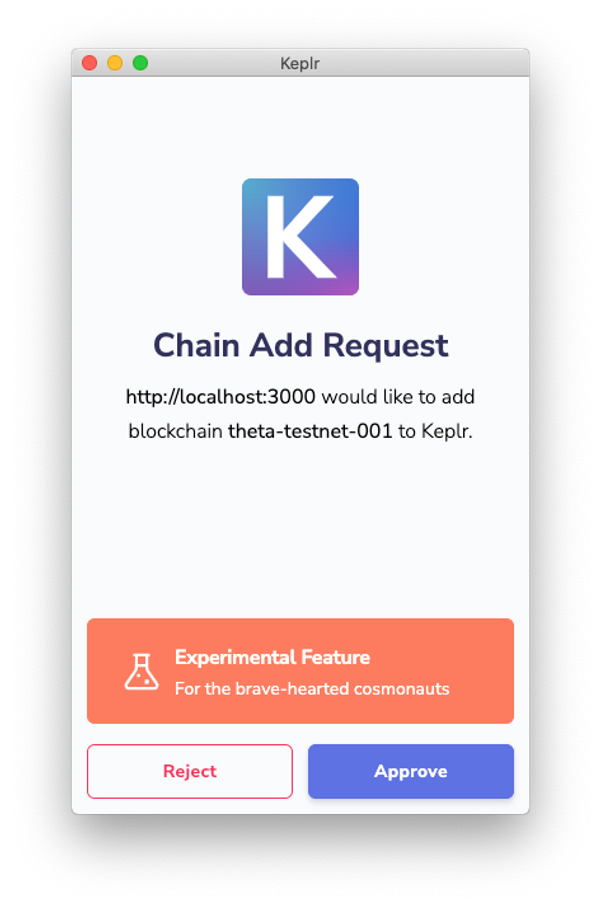 Keplr
K
Chain Add Request
http://localhost:3000 would like to add
blockchain theta-testnet-001 to Keplr.
Experimental Feature
For the brave-hearted cosmonauts
Reject
Approve